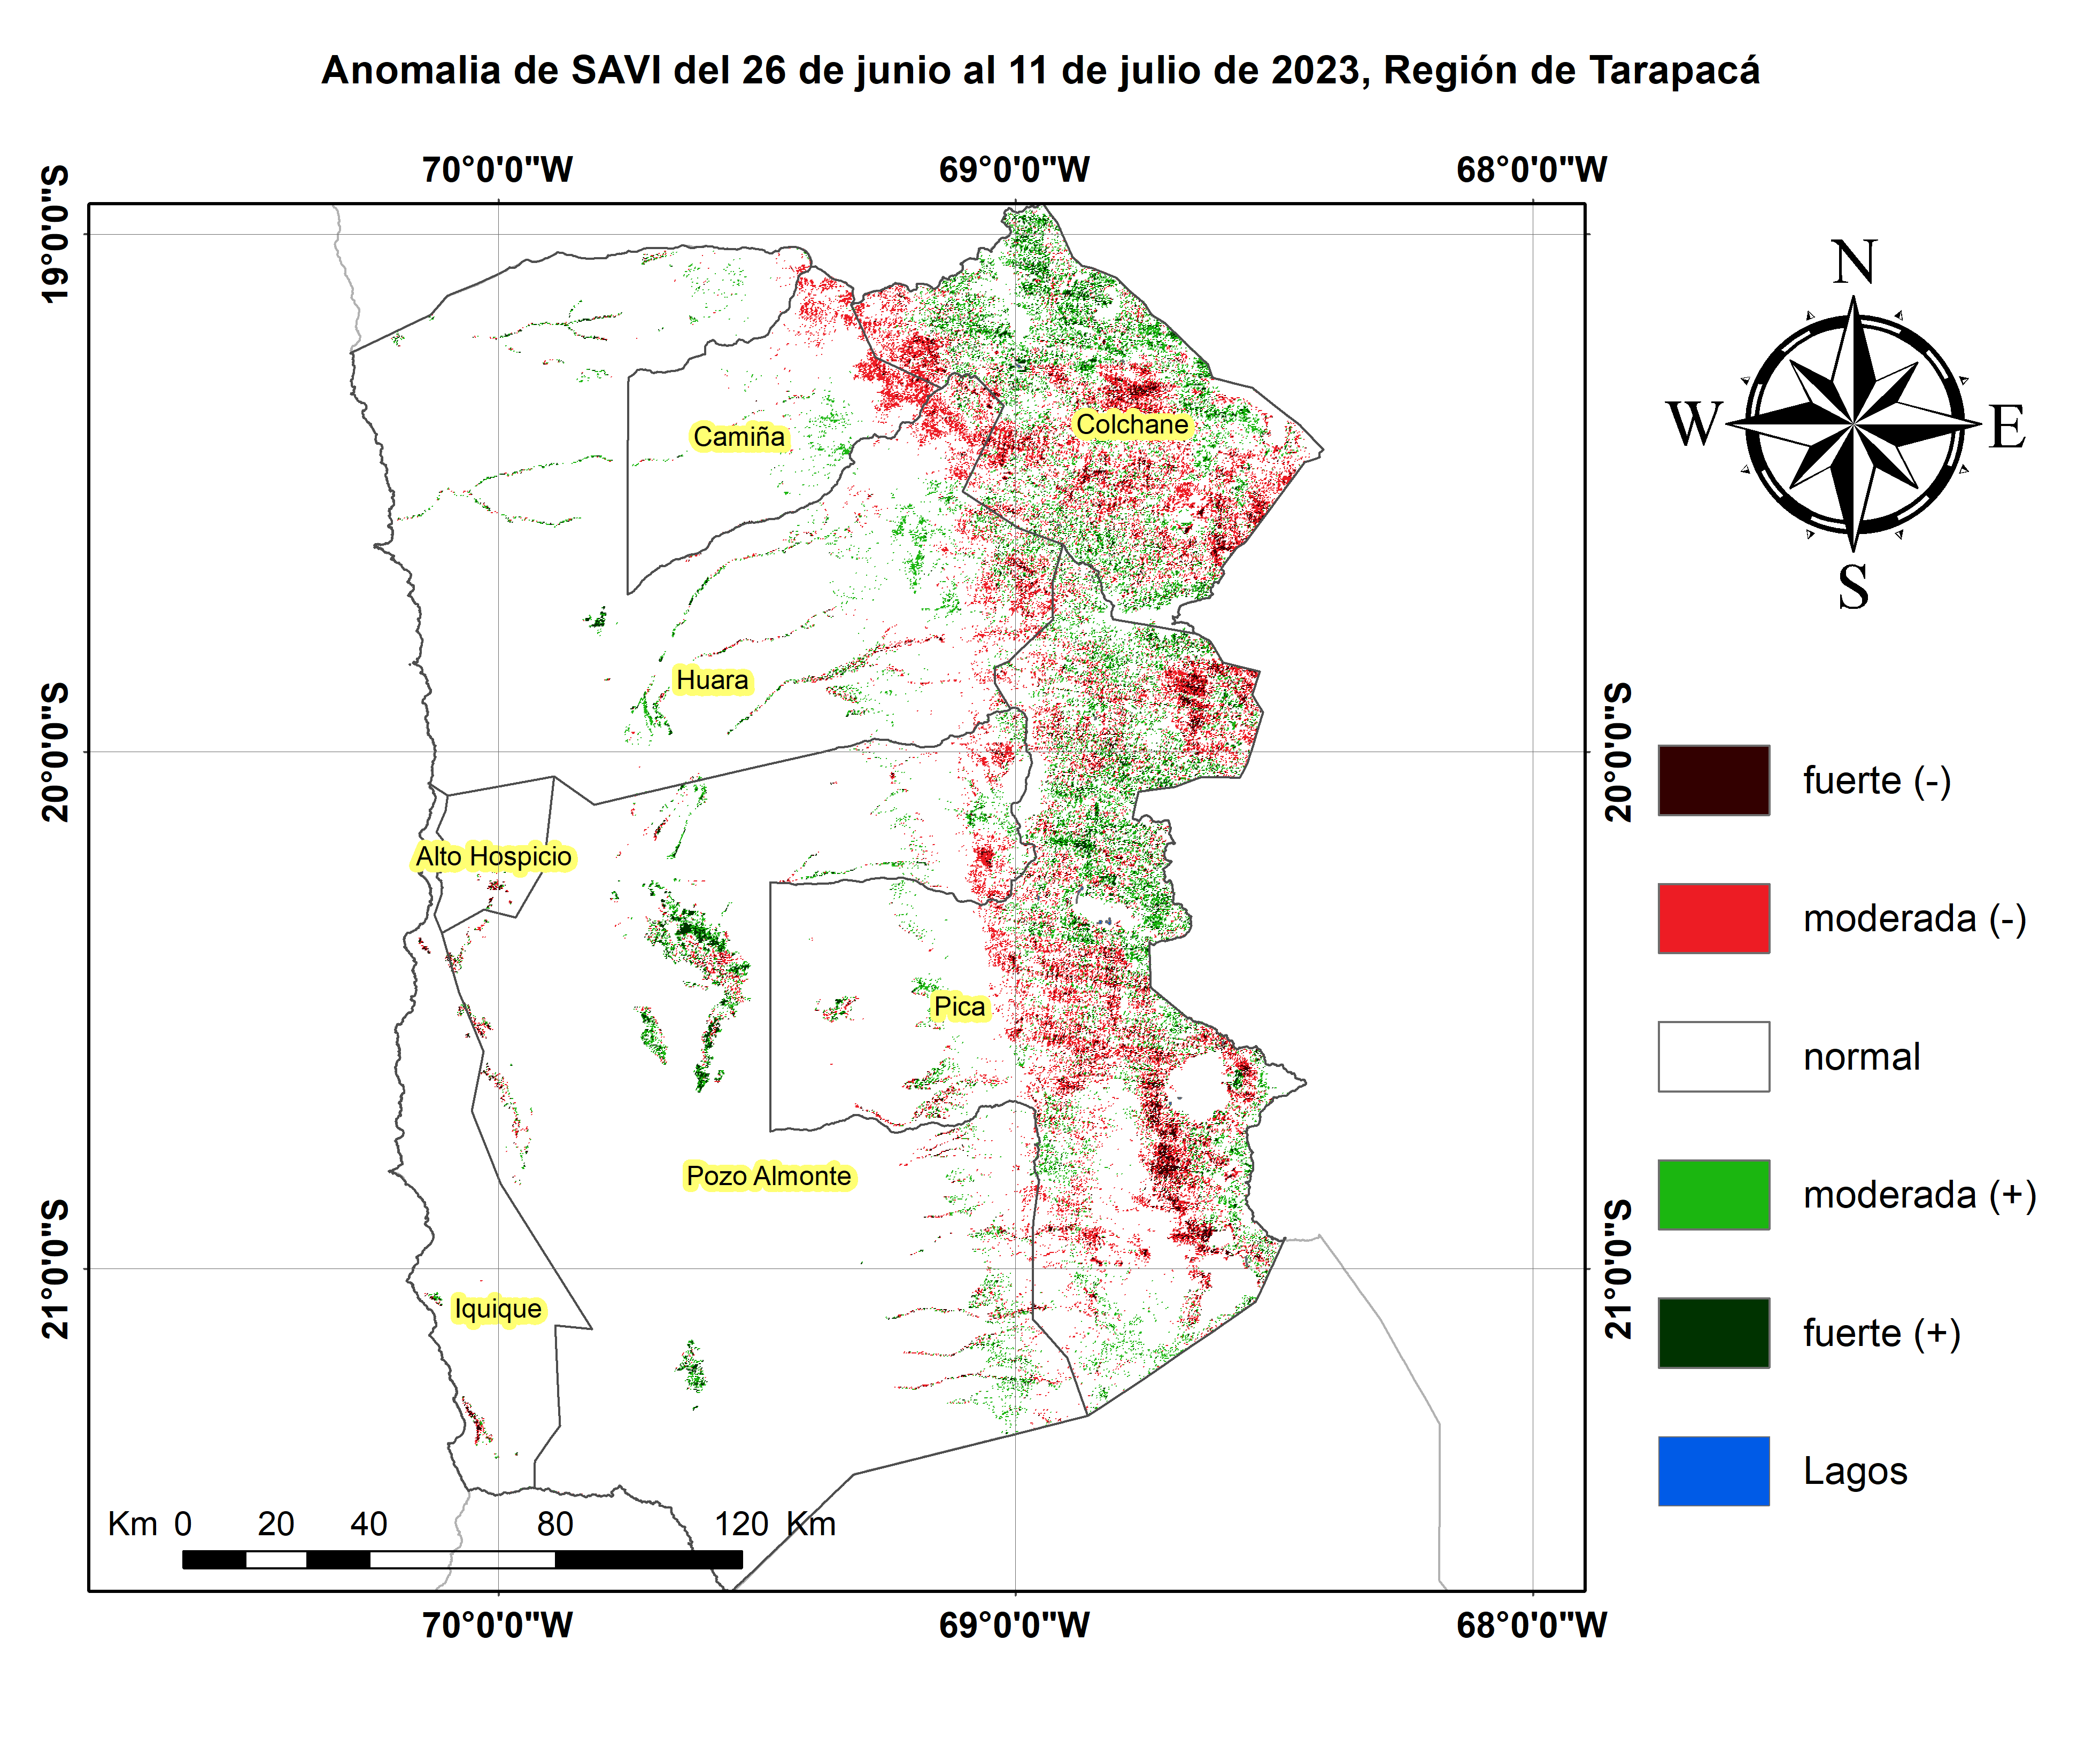 Anomalia de SAVI del 26 de junio al 11 de julio de 2023, Región de Tarapacá
70°0'0"W 69°0'0"W 68°0'0"W
19°0'0"S
20°0'0"S
21°0'0"S
20°0'0"S
21°0'0"S
N
W E
S
Colchane
Camiña
Huara
Alto Hospicio
Pica
Pozo Almonte
Iquique
fuerte (-)
moderada (-)
normal
moderada (+)
fuerte (+)
Lagos
Km 0 20 40 80 120 Km
70°0'0"W 69°0'0"W 68°0'0"W